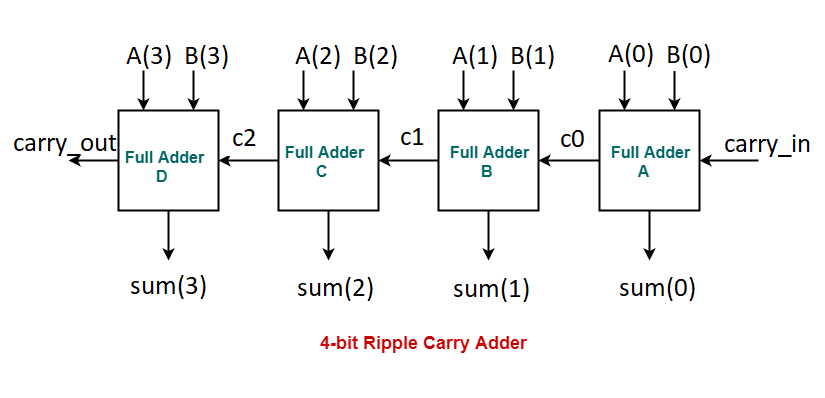 A(3) B(3) A(2) B(2) A(1) B(1) A(0) B(0)
carry_out c2 c1 c0 carry_in
Full Adder Full Adder Full Adder Full Adder
D C B A
sum(3) sum(2) sum(1) sum(0)
4-bit Ripple Carry Adder